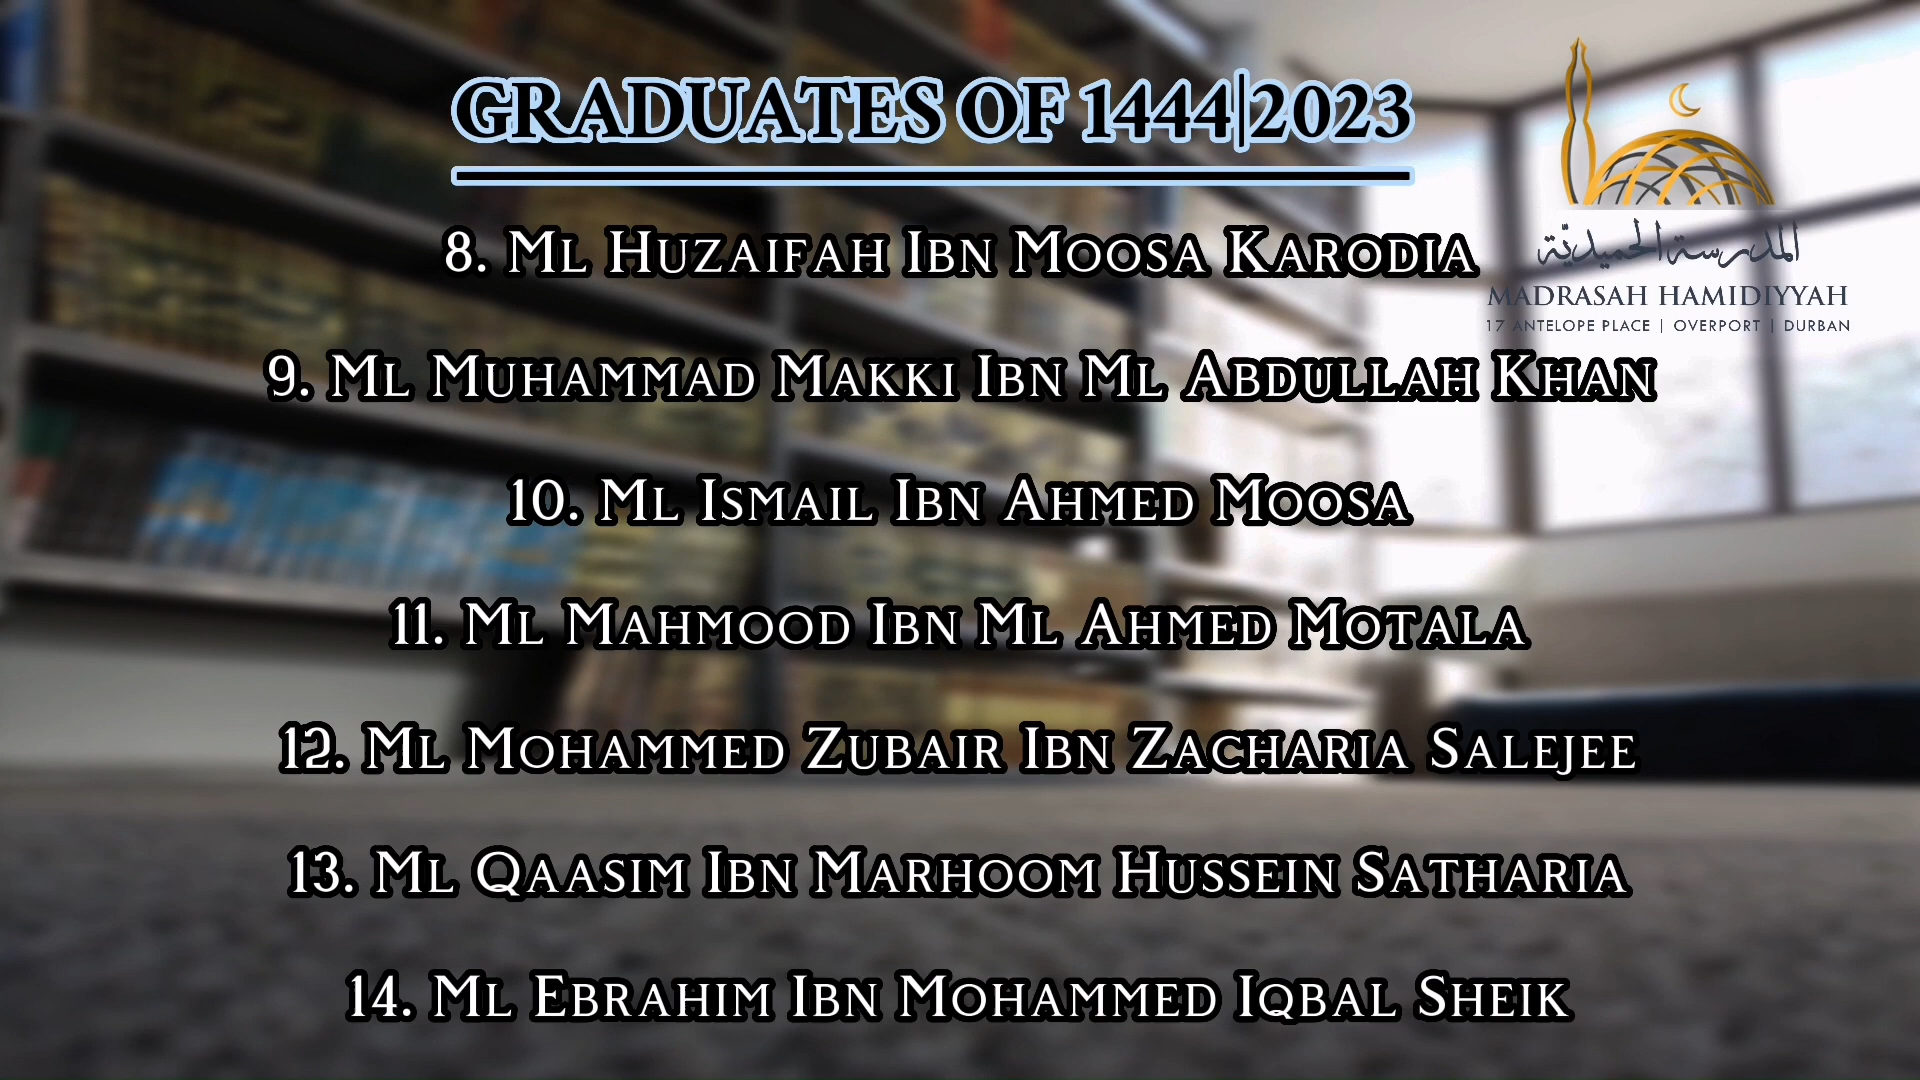 GRADUATES OF 1444|2023
8. Ml Huzaifah Ibn Moosa Karodia
المدرسة الحميديّة
MADRASAH HAMIDIYYAH
17 ANTELOPE PLACE | OVERPORT | DURBAN
9. Ml Muhammad Makki Ibn Ml Abdullah Khan
10. Ml Ismail Ibn Ahmed Moosa
11. Ml Mahmood Ibn Ml Ahmed Motala
12. Ml Mohammed Zubair Ibn Zacharia Salejee
13. Ml Qaasim Ibn Marhoom Hussein Satharia
14. Ml Ebrahim Ibn Mohammed Iqbal Sheik